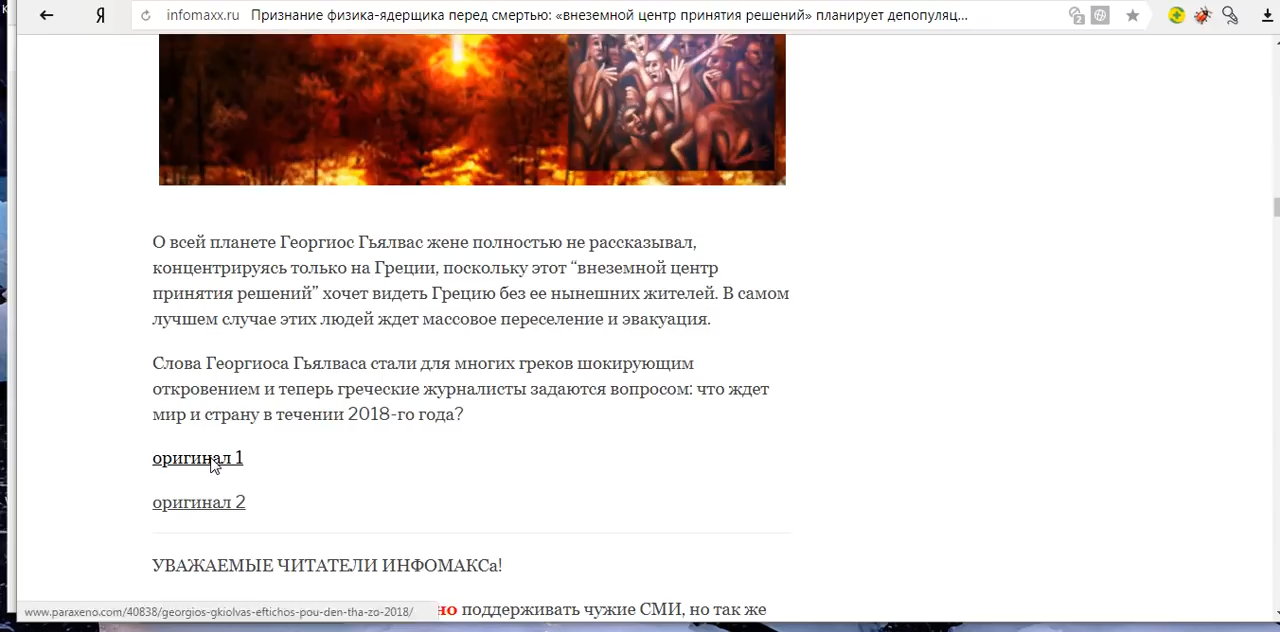 Я
infomaxx.ru Признание физика-ядорщика перед смертью: «внеземной центр принятия решений» планирует депопуляц...
2
О всей планете Георгиос Гьялвас жене полностью не рассказывал,
концентрируясь только на Греции, поскольку этот “внеземной центр
принятия решений” хочет видеть Грецию без ее нынешних жителей. В самом
лучшем случае этих людей ждет массовое переселение и эвакуация.
Слова Георгиоса Гьялваса стали для многих греков шокирующим
откровением и теперь греческие журналисты задаются вопросом: что ждет
мир и страну в течении 2018-го года?
оригинал 1
оригинал 2
УВАЖАЕМЫЕ ЧИТАТЕЛИ ИНФОМАКСа!
но поддерживать чужие СМИ, но так же
www.paraxeno.com/40838/georgios-gkiolvas-eftichos-pou-den-tha-zo-2018/